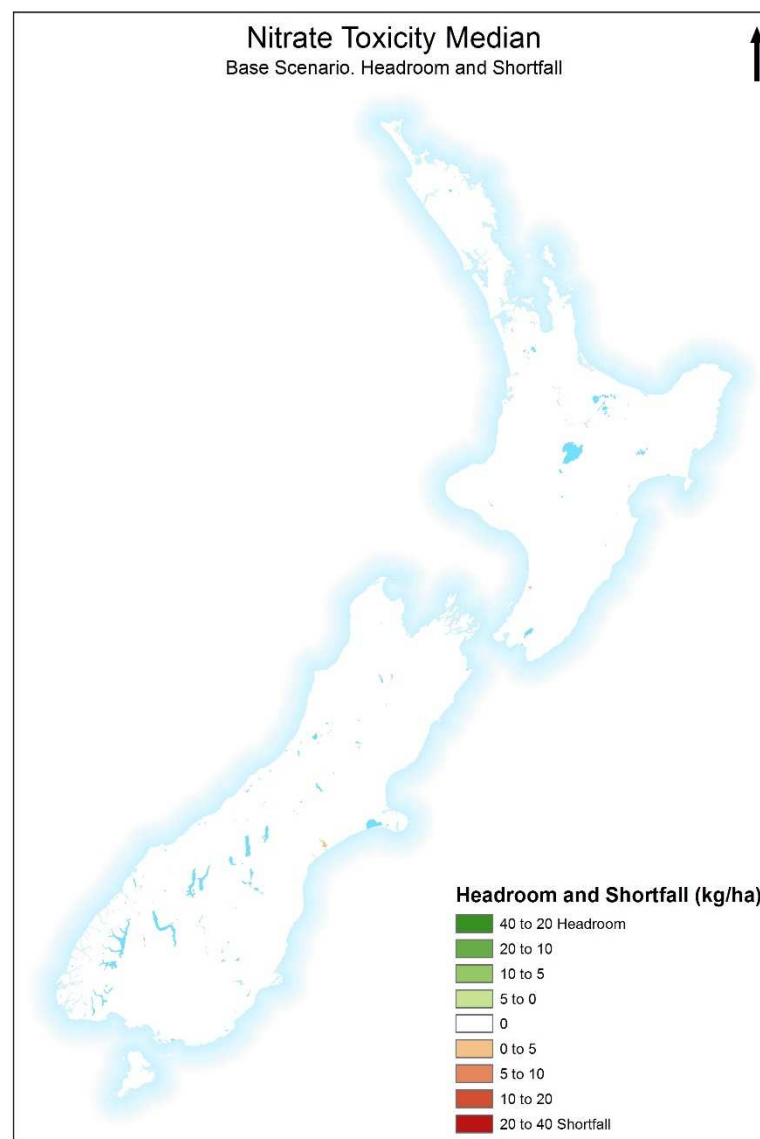 Nitrate Toxicity Median
Base Scenario. Headroom and Shortfall
Headroom and Shortfall (kg/ha)
40 to 20 Headroom
20 to 10
10 to 5
5 to 0
0
0 to 5
5 to 10
10 to 20
20 to 40 Shortfall